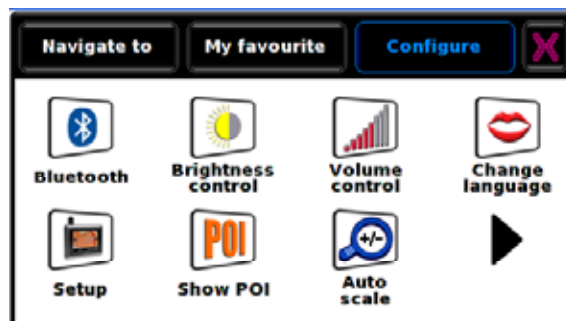 Navigate to My favourite Configure X
Bluetooth Brightness control Volume control Change language
POI +/-
Setup Show POI Auto scale